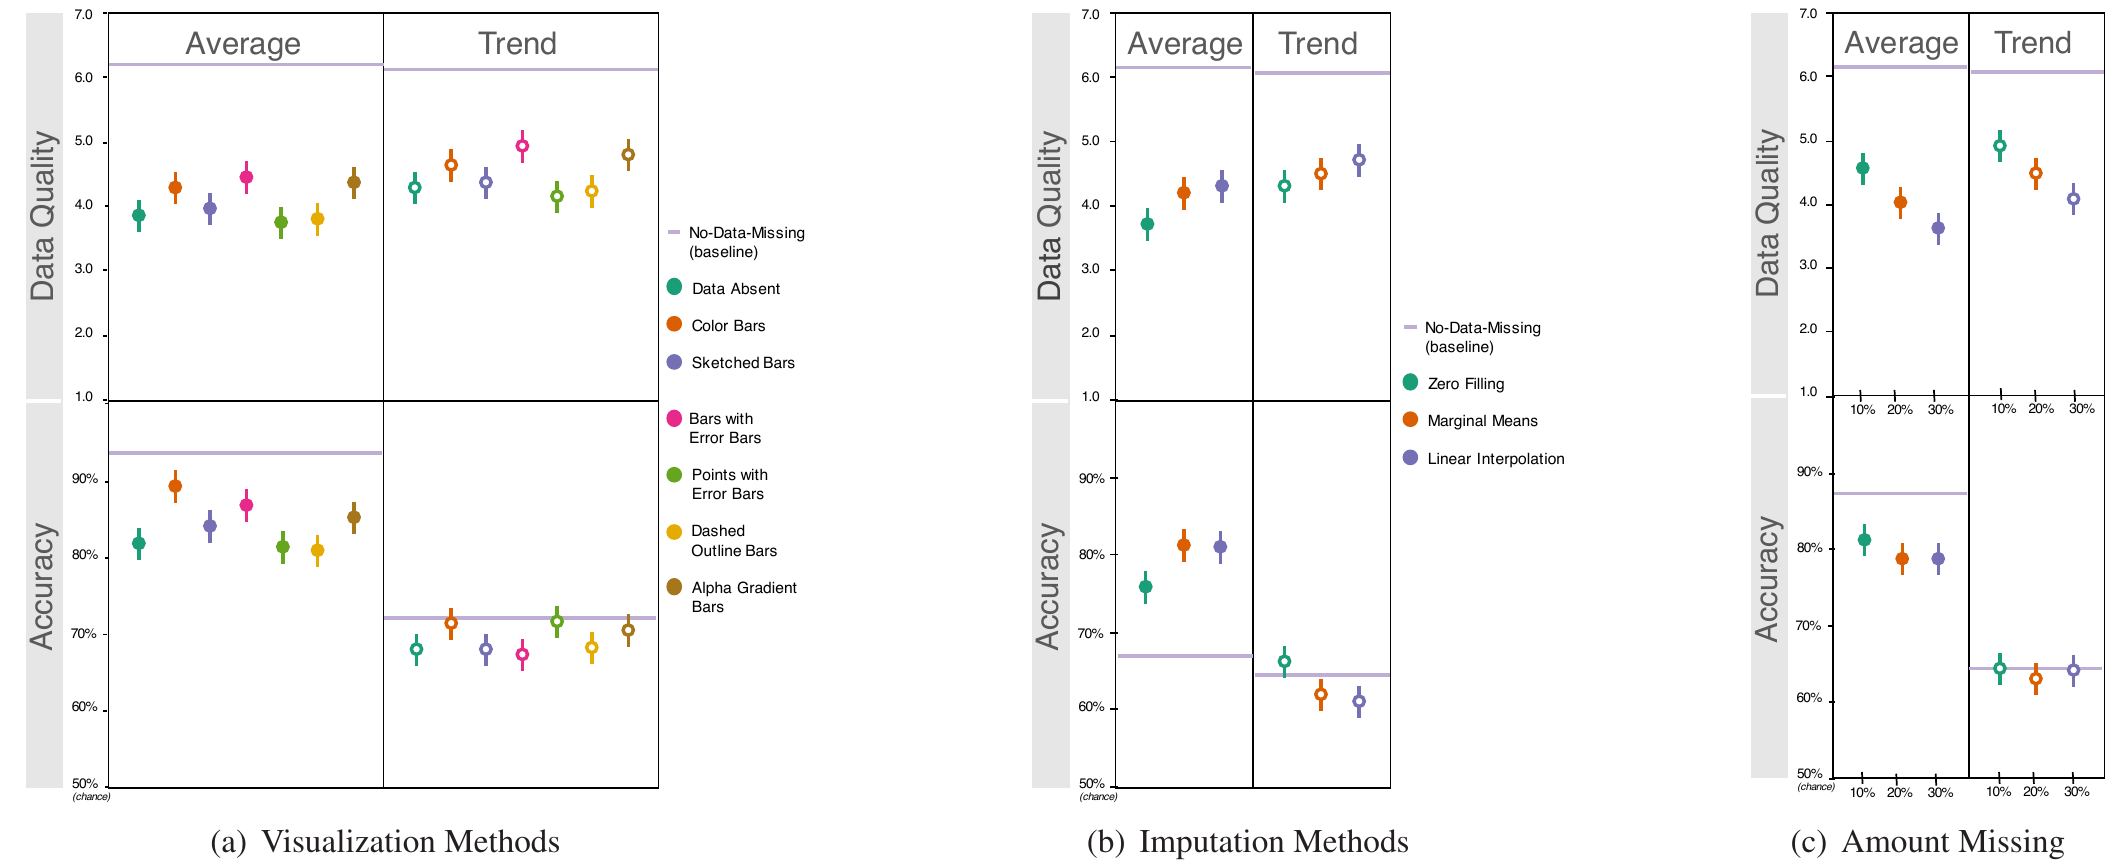 7.0
Average
Trend
6.0
5.0
4.0
3.0
2.0
1.0
Data Quality
90%
80%
70%
60%
50%
(chance)
Accuracy
No-Data-Missing
(baseline)
Data Absent
Color Bars
Sketched Bars
Bars with
Error Bars
Points with
Error Bars
Dashed
Outline Bars
Alpha Gradient
Bars
(a) Visualization Methods
7.0
Average
Trend
6.0
5.0
4.0
3.0
2.0
1.0
Data Quality
90%
80%
70%
60%
50%
(chance)
Accuracy
No-Data-Missing
(baseline)
Zero Filling
Marginal Means
Linear Interpolation
(b) Imputation Methods
7.0
Average
Trend
6.0
5.0
4.0
3.0
2.0
1.0
Data Quality
10% 20% 30%
10% 20% 30%
90%
80%
70%
60%
50%
(chance)
Accuracy
10% 20% 30%
10% 20% 30%
(c) Amount Missing